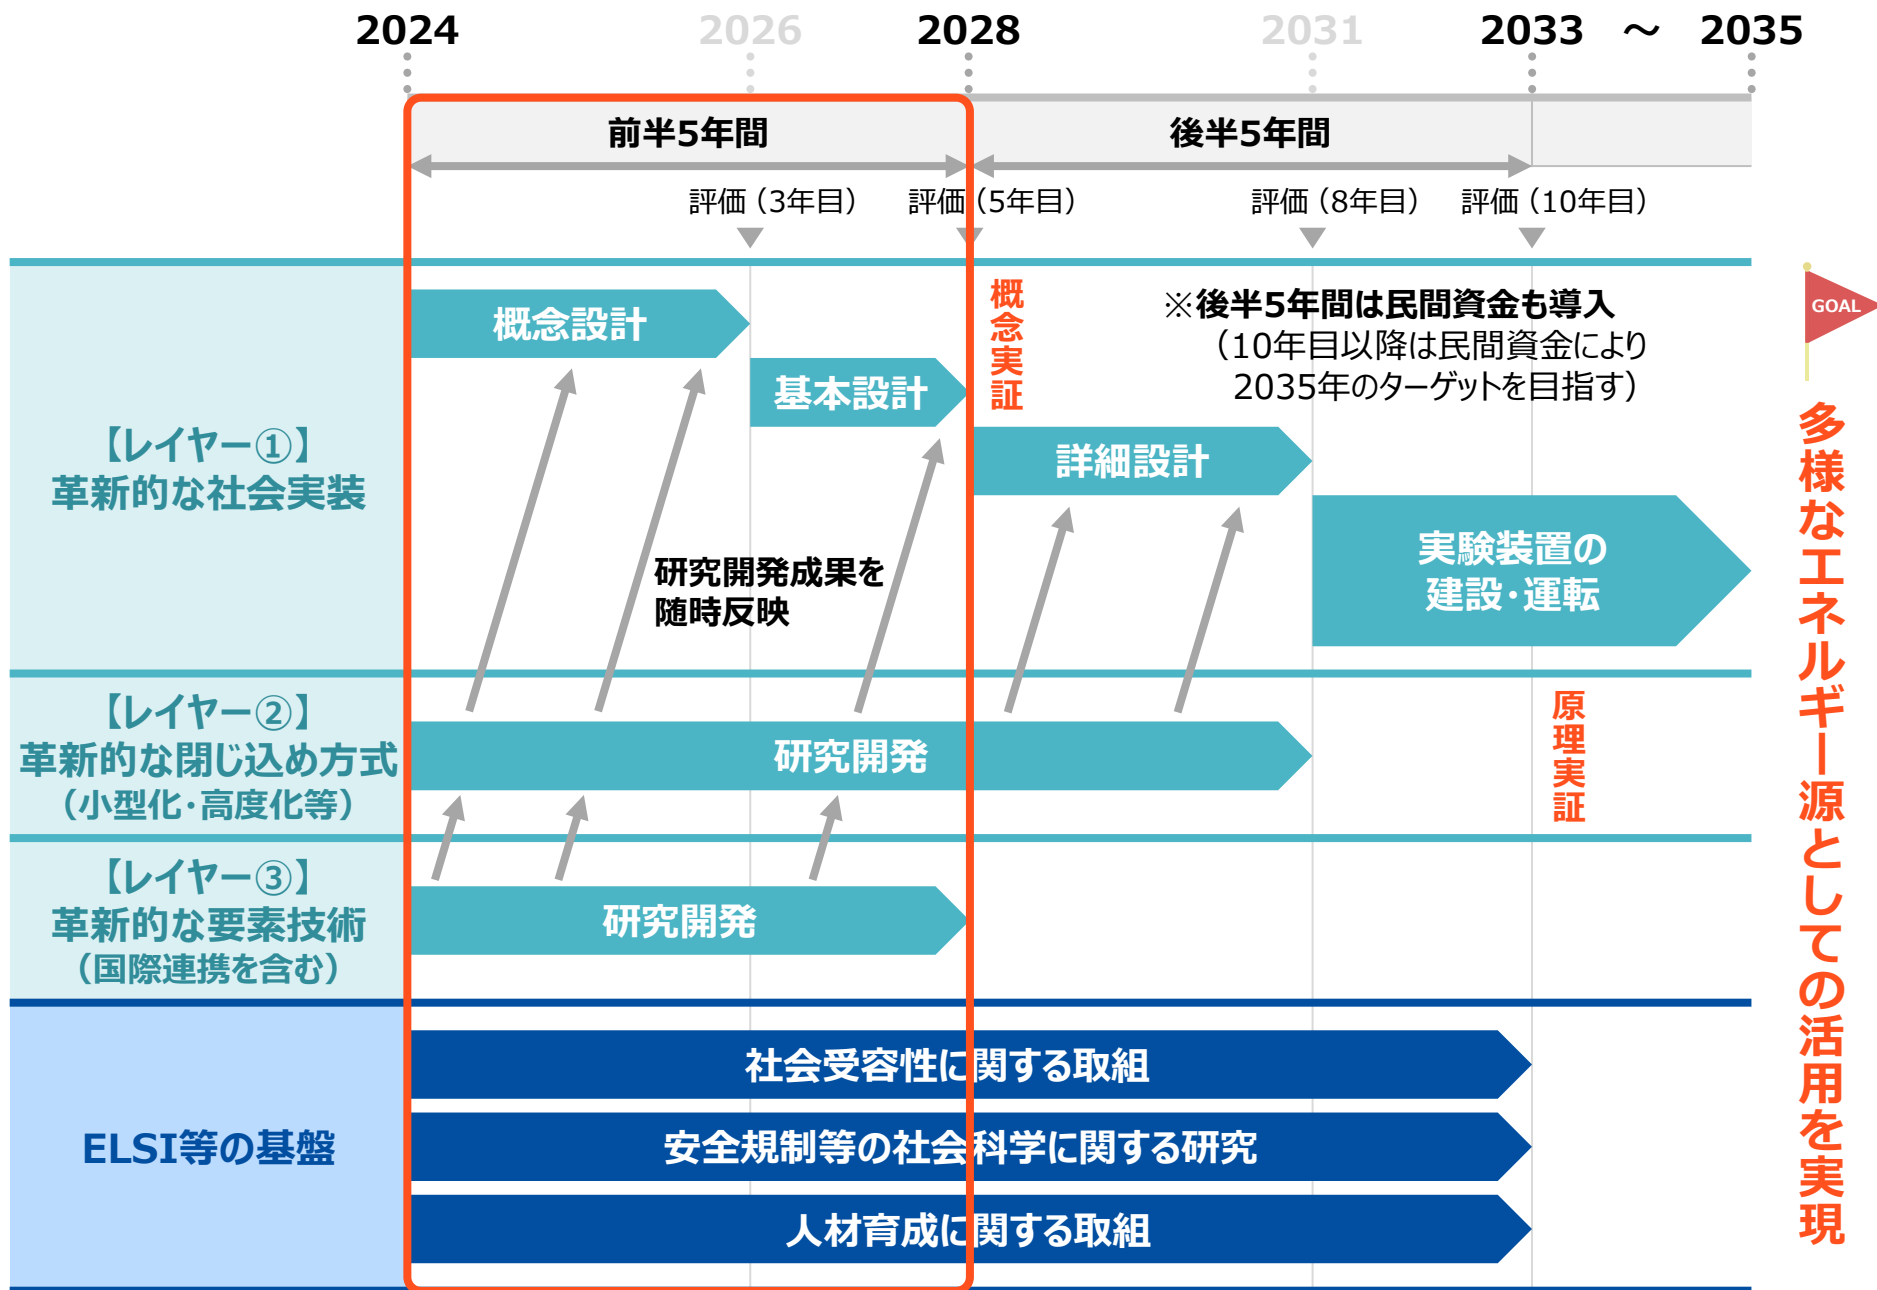 2024
2026
2028
2031
2033 ～ 2035
前半5年間
後半5年間
評価（3年目）
評価（5年目）
評価（8年目）
評価（10年目）
【レイヤー①】
革新的な社会実装
概念設計
基本設計
概念実証
※後半5年間は民間資金も導入
（10年目以降は民間資金により
2035年のターゲットを目指す）
詳細設計
実験装置の
建設・運転
研究開発成果を
随時反映
【レイヤー②】
革新的な閉じ込め方式
（小型化・高度化等）
研究開発
原理実証
【レイヤー③】
革新的な要素技術
（国際連携を含む）
研究開発
ELSI等の基盤
社会受容性に関する取組
安全規制等の社会科学に関する研究
人材育成に関する取組
GOAL
多様なエネルギー源としての活用を実現